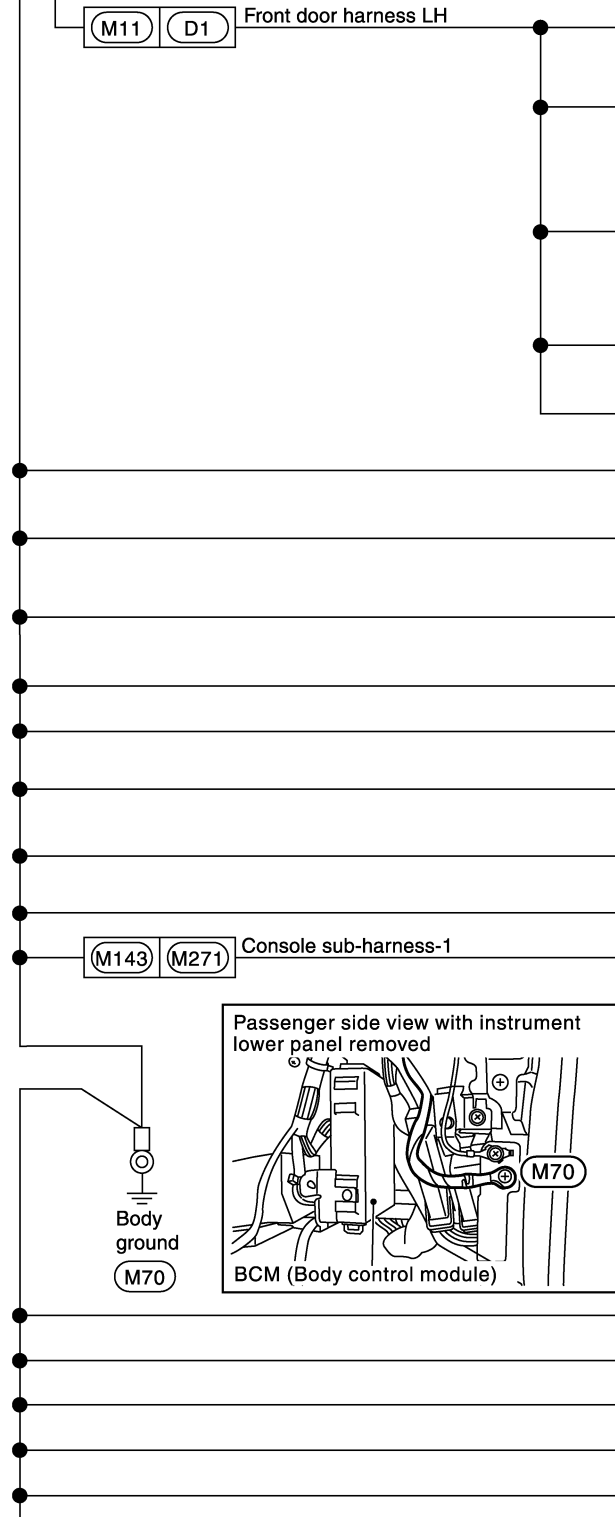 M11 D1 Front door harness LH
M143 M271 Console sub-harness-1
Passenger side view with instrument
lower panel removed
M70
BCM (Body control module)
Body
ground
M70